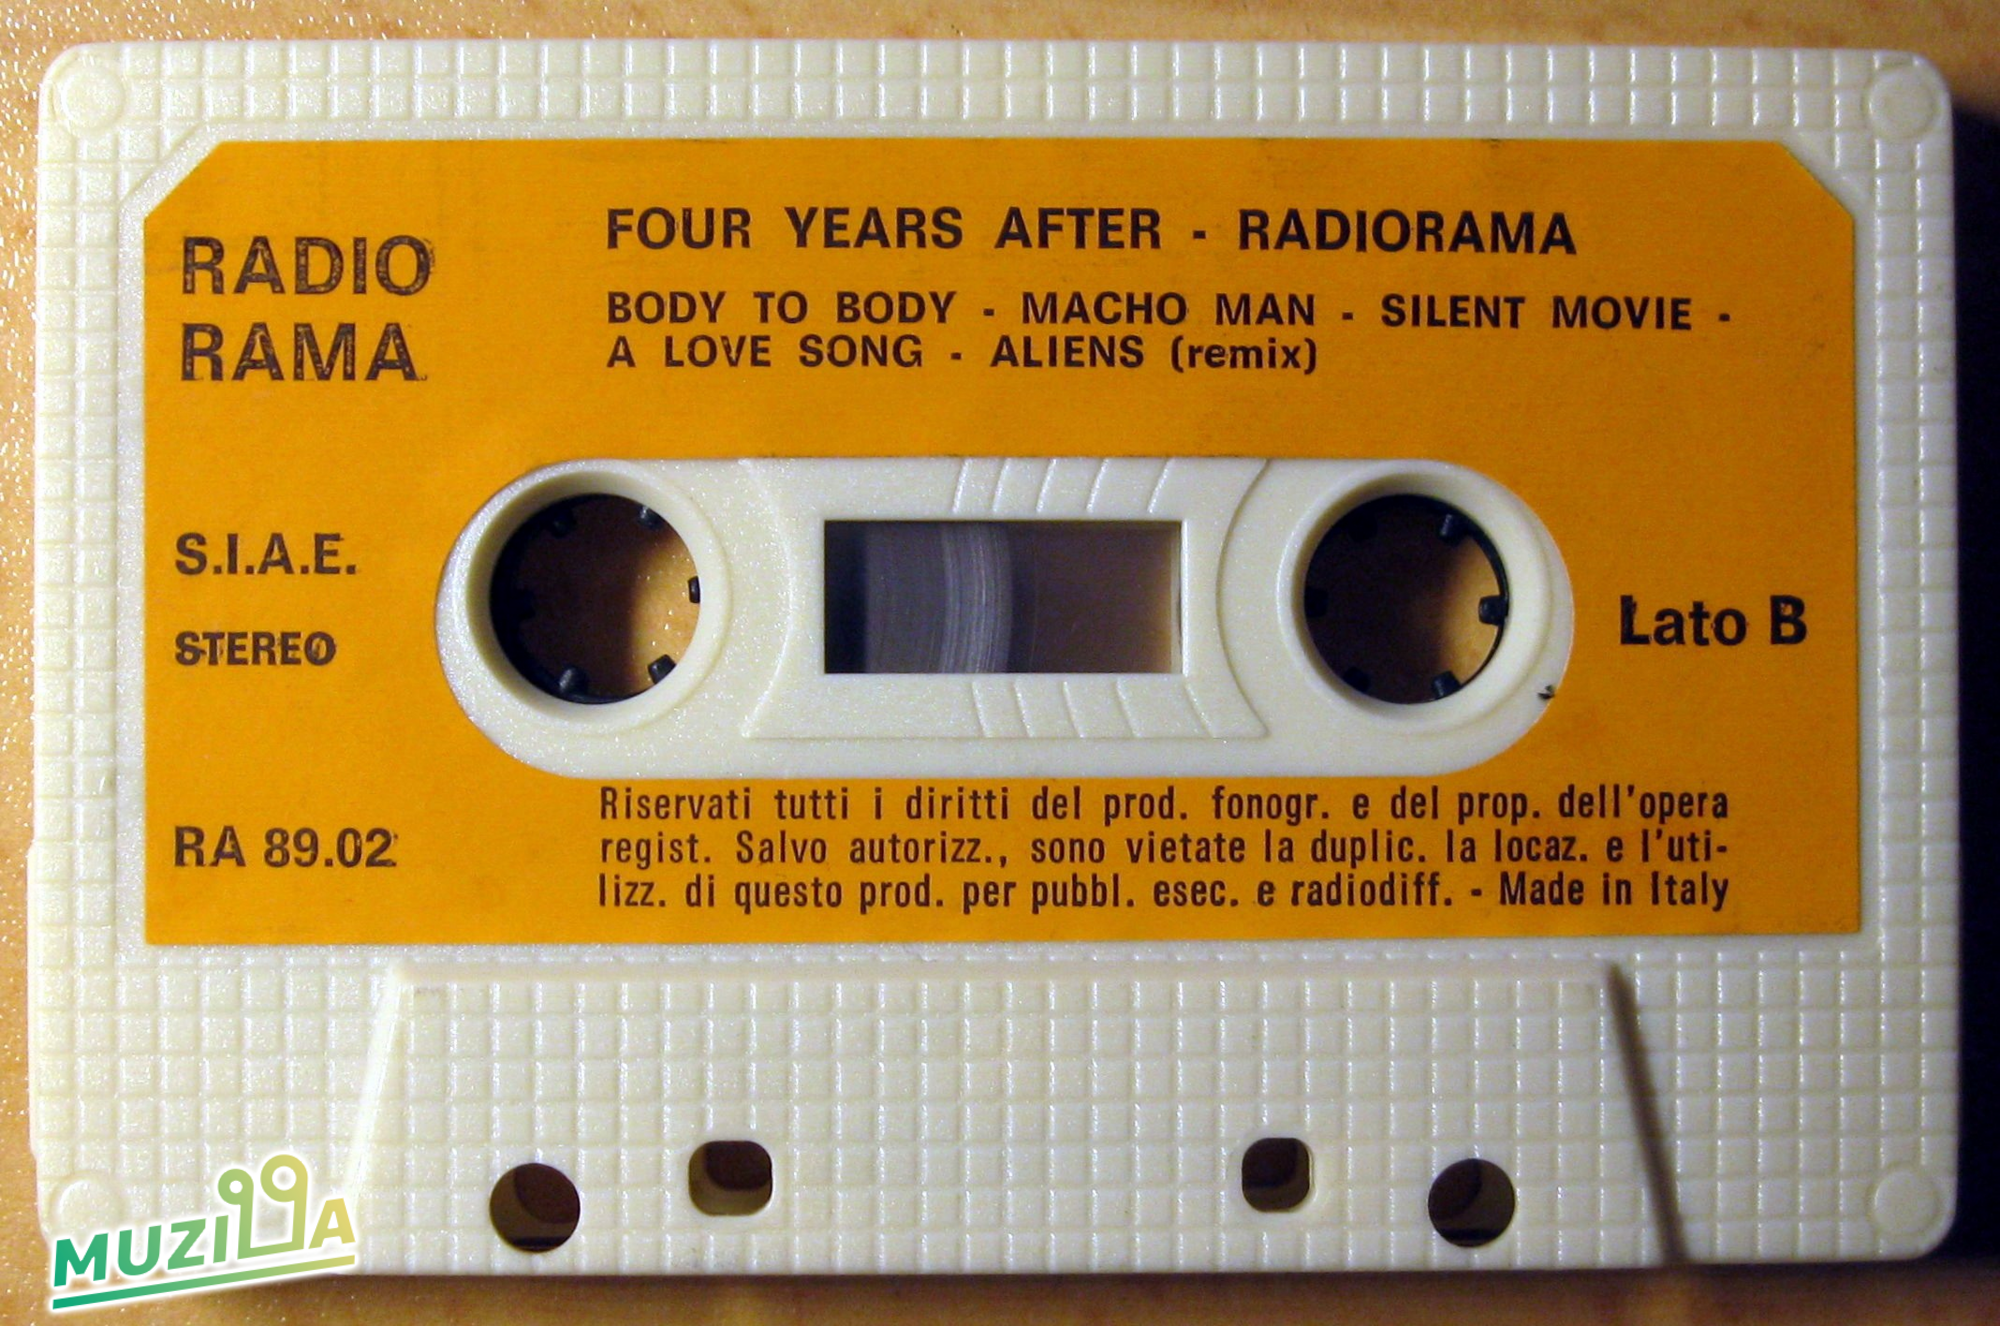 RADIO
RAMA
FOUR YEARS AFTER - RADIORAMA
BODY TO BODY - MACHO MAN - SILENT MOVIE -
A LOVE SONG - ALIENS (remix)
S.I.A.E.
STEREO
Lato B
RA 89.02
Riservati tutti i diritti del prod. fonogr. e del prop. dell'opera
regist. Salvo autorizz., sono vietate la duplic. la locaz. e l'uti-
lizz. di questo prod. per pubbl. esec. e radiodiff. - Made in Italy
MUZILLA